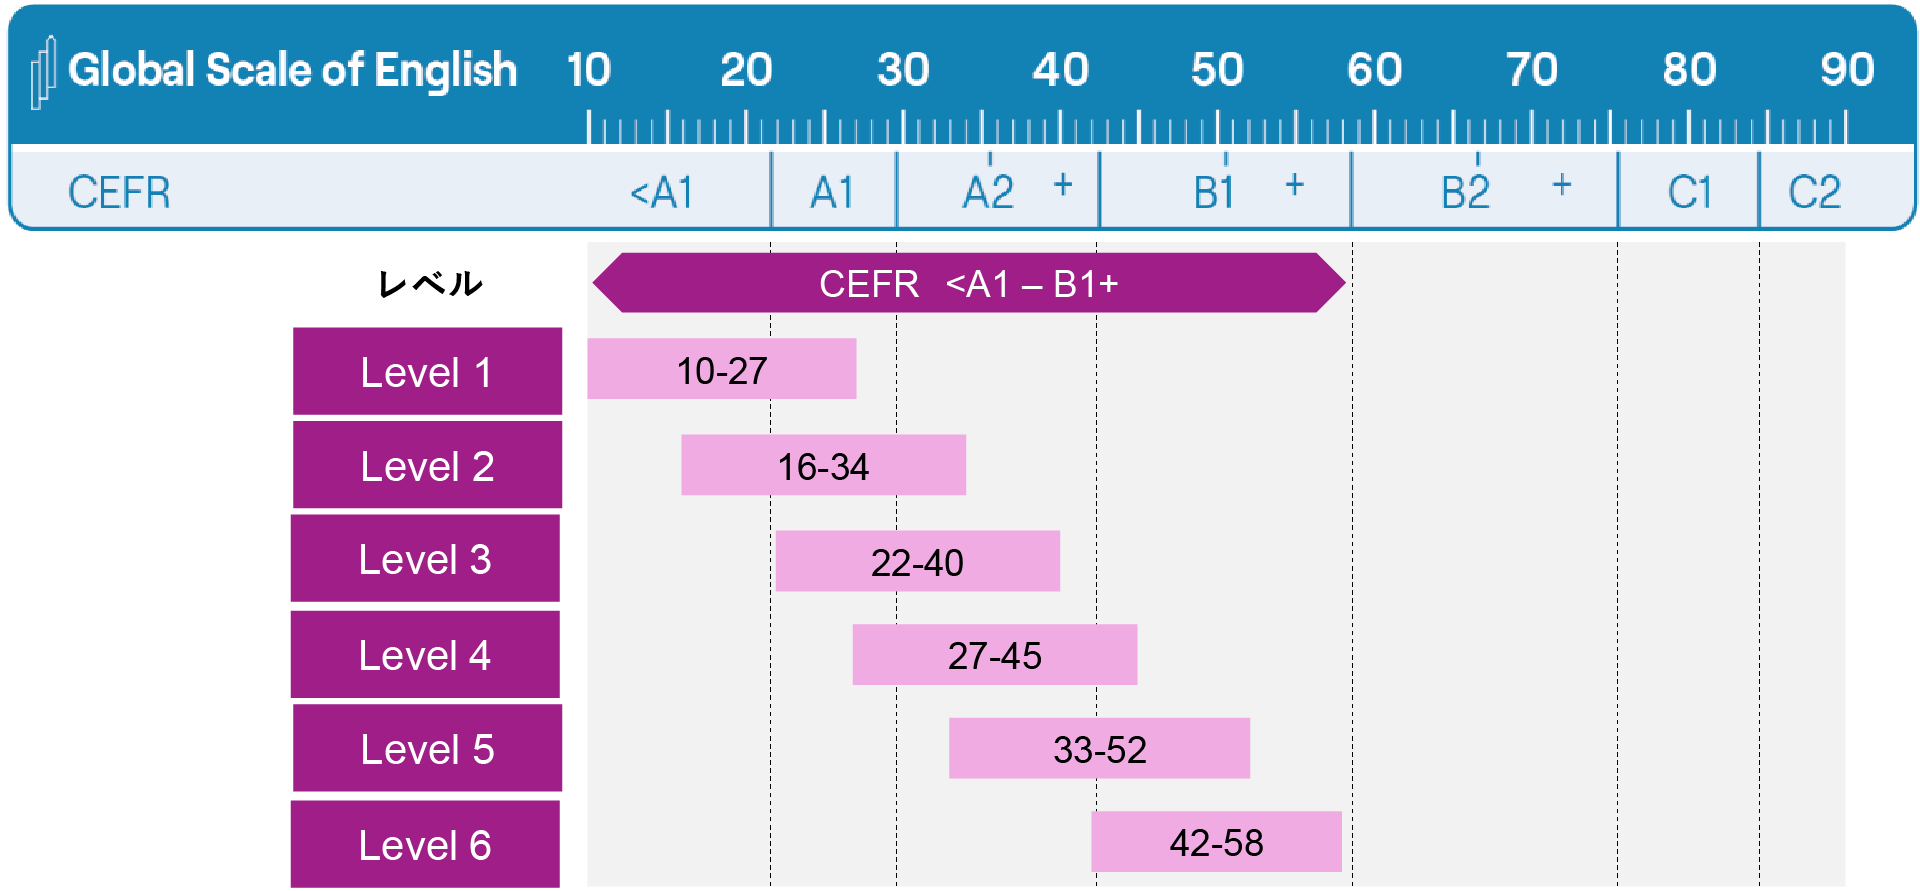 Global Scale of English 10 20 30 40 50 60 70 80 90
CEFR <A1 A1 A2 + B1 + B2 + C1 C2
レベル CEFR <A1 – B1+
Level 1 10-27
Level 2 16-34
Level 3 22-40
Level 4 27-45
Level 5 33-52
Level 6 42-58